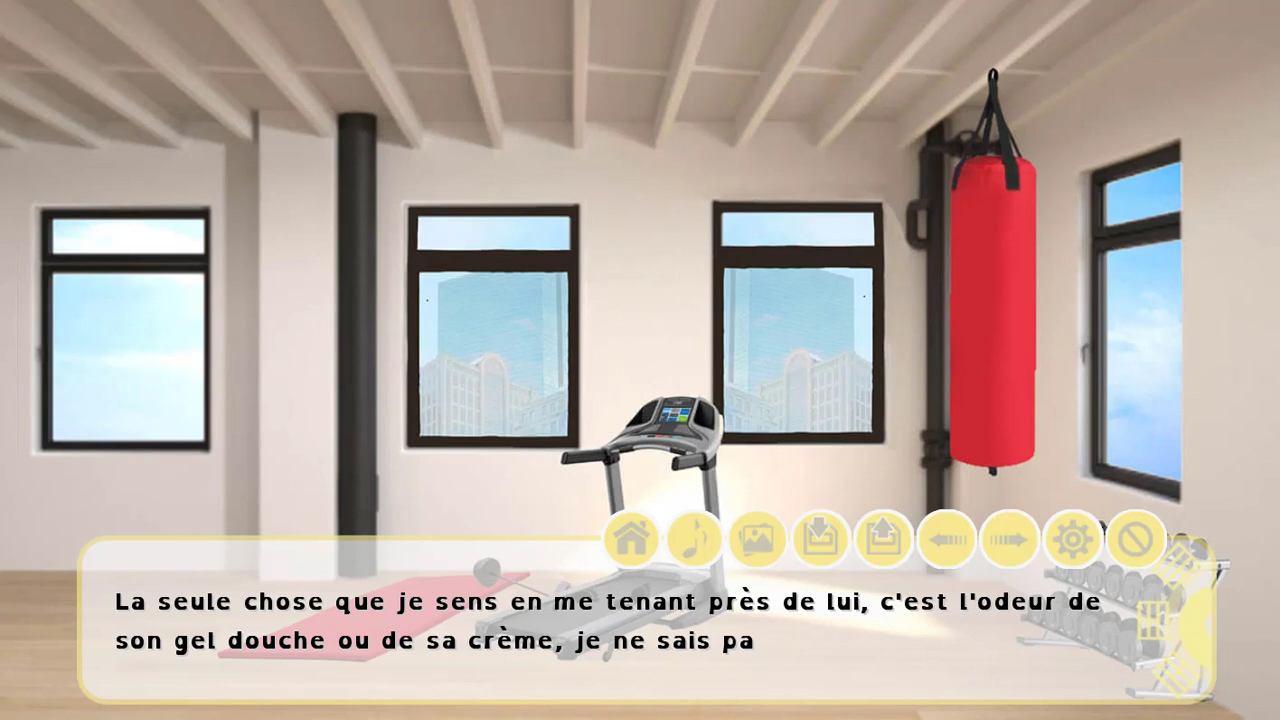 La seule chose que je sens en me tenant près de lui, c'est l'odeur de
son gel douche ou de sa crème, je ne sais pa